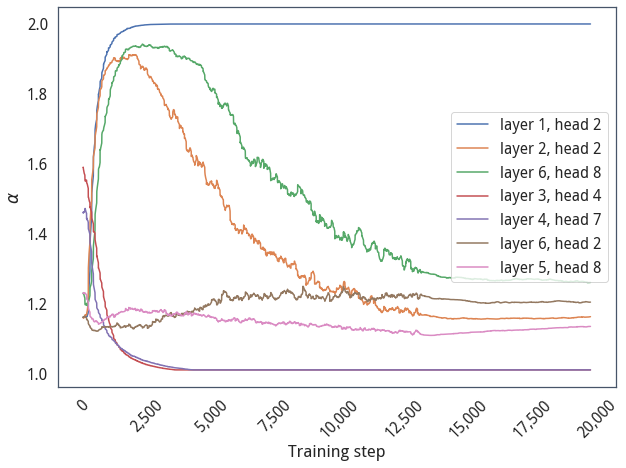 2.0
1.8
1.6
1.4
1.2
1.0
α
layer 1, head 2
layer 2, head 2
layer 6, head 8
layer 3, head 4
layer 4, head 7
layer 6, head 2
layer 5, head 8
0
2,500
5,000
7,500
10,000
12,500
15,000
17,500
20,000
Training step